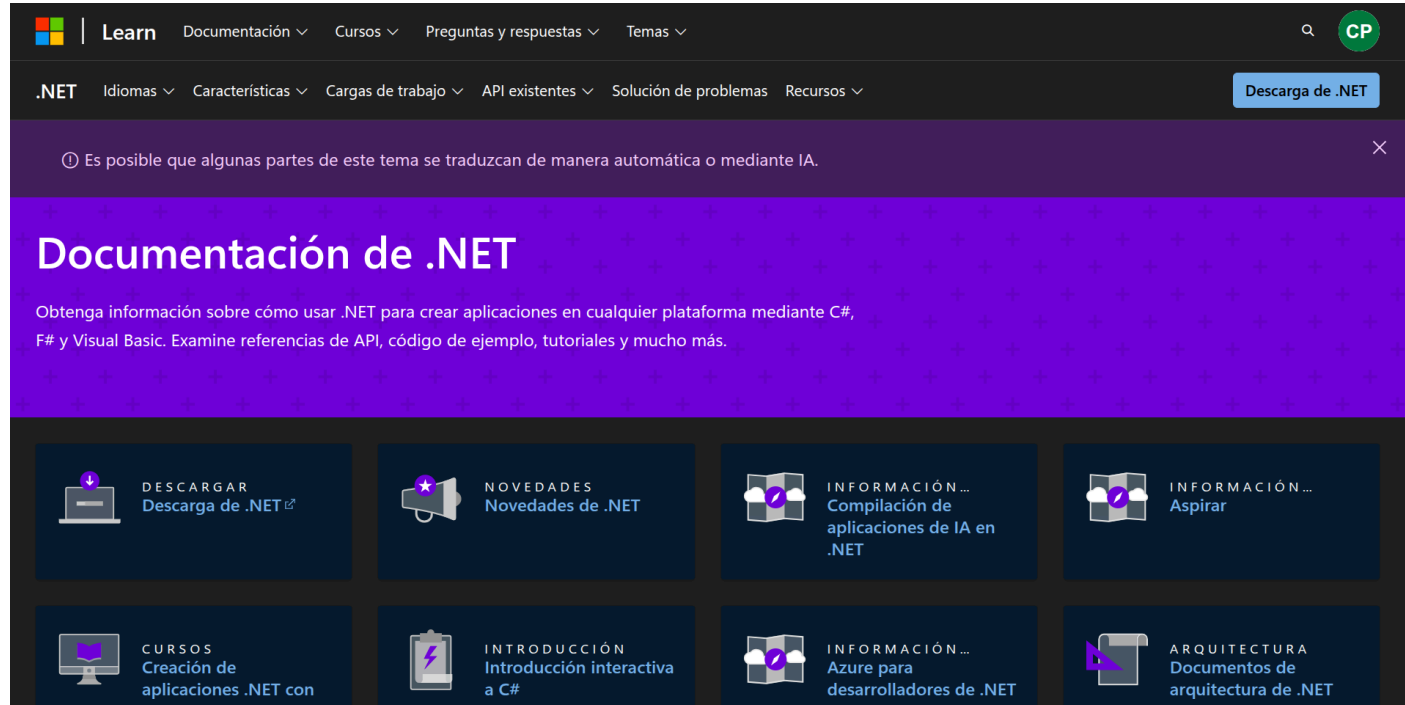 Learn Documentación Cursos Preguntas y respuestas Temas CP
.NET Idiomas Características Cargas de trabajo API existentes Solución de problemas Recursos Descarga de .NET
Es posible que algunas partes de este tema se traduzcan de manera automática o mediante IA.
Documentación de .NET
Obtenga información sobre cómo usar .NET para crear aplicaciones en cualquier plataforma mediante C#,
F# y Visual Basic. Examine referencias de API, código de ejemplo, tutoriales y mucho más.
DESCARGAR
Descarga de .NET
NOVEDADES
Novedades de .NET
INFORMACIÓN…
Compilación de
aplicaciones de IA en
.NET
INFORMACIÓN…
Aspirar
CURSOS
Creación de
aplicaciones .NET con
INTRODUCCIÓN
Introducción interactiva
a C#
INFORMACIÓN…
Azure para
desarrolladores de .NET
ARQUITECTURA
Documentos de
arquitectura de .NET